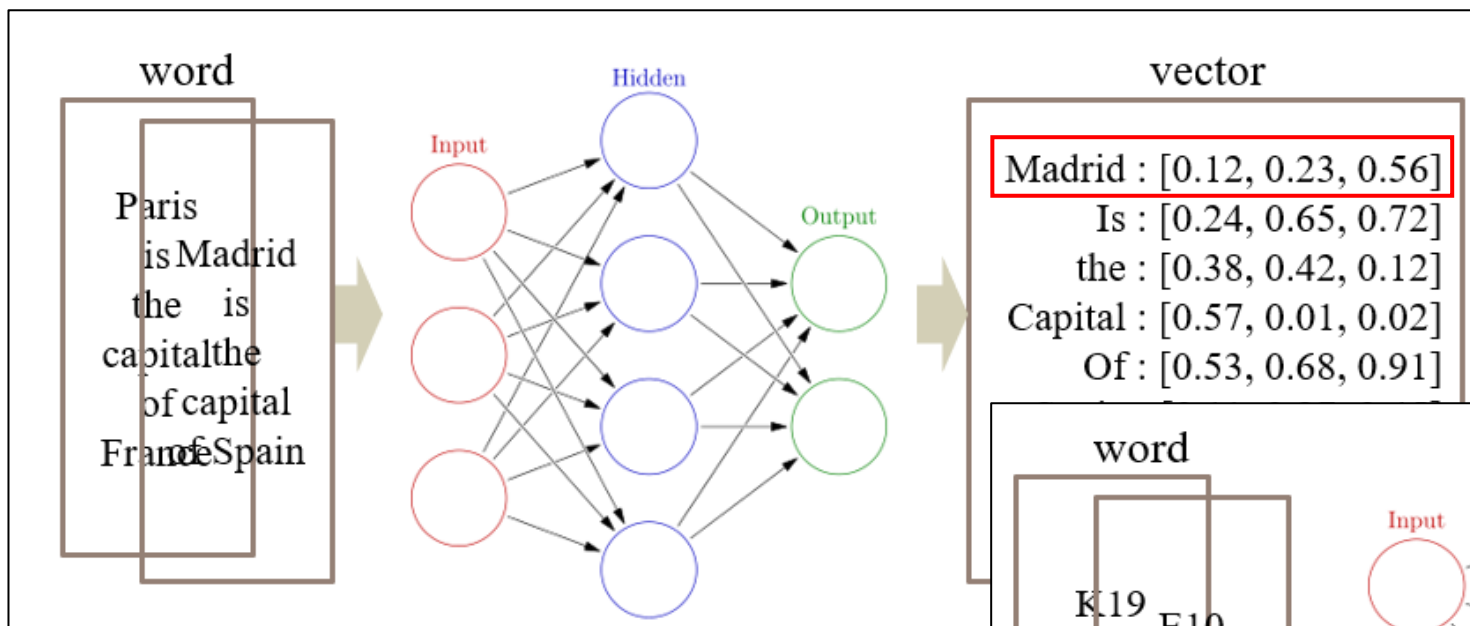 word
Paris
is
the
capital
of
France
Madrid
is
the
capital
of Spain
Input
Hidden
Output
vector
Madrid : [0.12, 0.23, 0.56]
Is : [0.24, 0.65, 0.72]
the : [0.38, 0.42, 0.12]
Capital : [0.57, 0.01, 0.02]
Of : [0.53, 0.68, 0.91]
word
K19
E10
Input